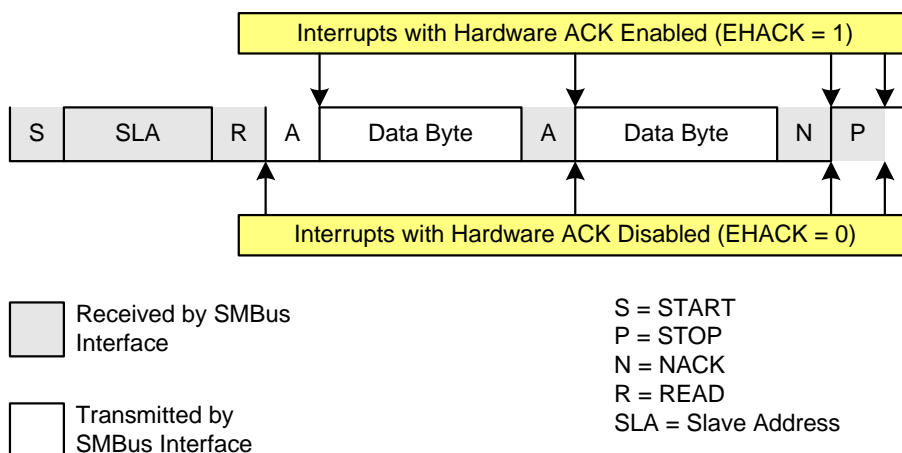 Interrupts with Hardware ACK Enabled (EHACK = 1)
S SLA R A Data Byte A Data Byte N P
Interrupts with Hardware ACK Disabled (EHACK = 0)
Received by SMBus
Interface
Transmitted by
SMBus Interface
S = START
P = STOP
N = NACK
R = READ
SLA = Slave Address